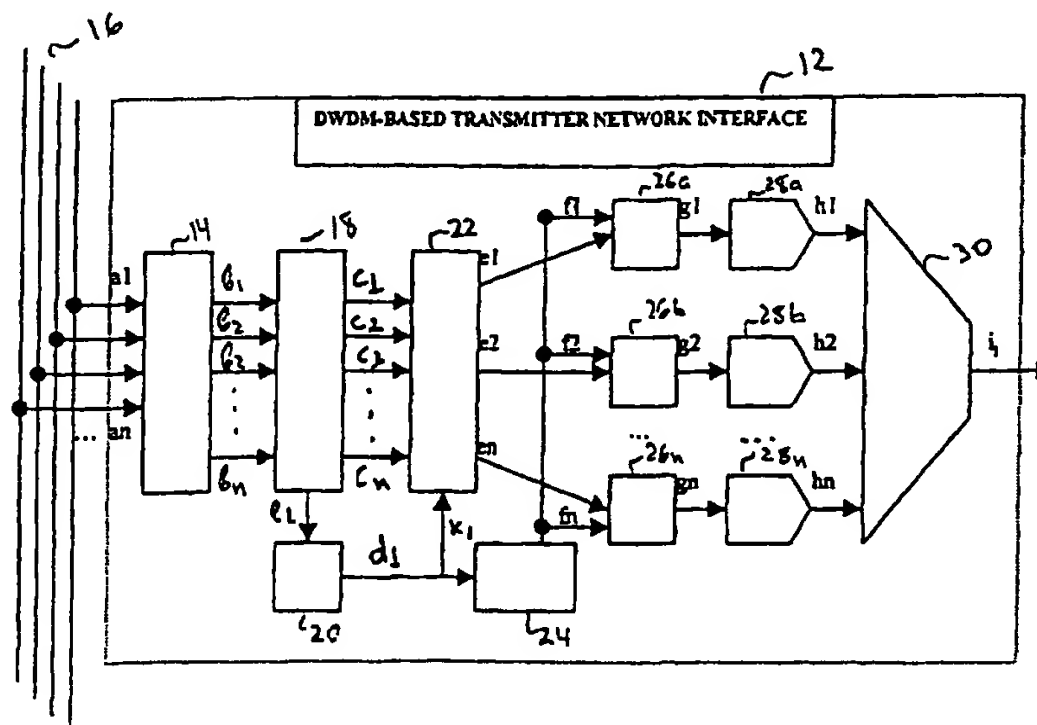 16
12
DWDM-BASED TRANSMITTER NETWORK INTERFACE
14
18
22
26a
28a
30
a1
... an
b1
b2
b3
bn
c1
c2
c3
cn
e1
e2
en
f1
f2
fn
g1
g2
gn
h1
h2
hn
i1
26b
28b
...
26n
....
28n
l1
20
d1
k1
24